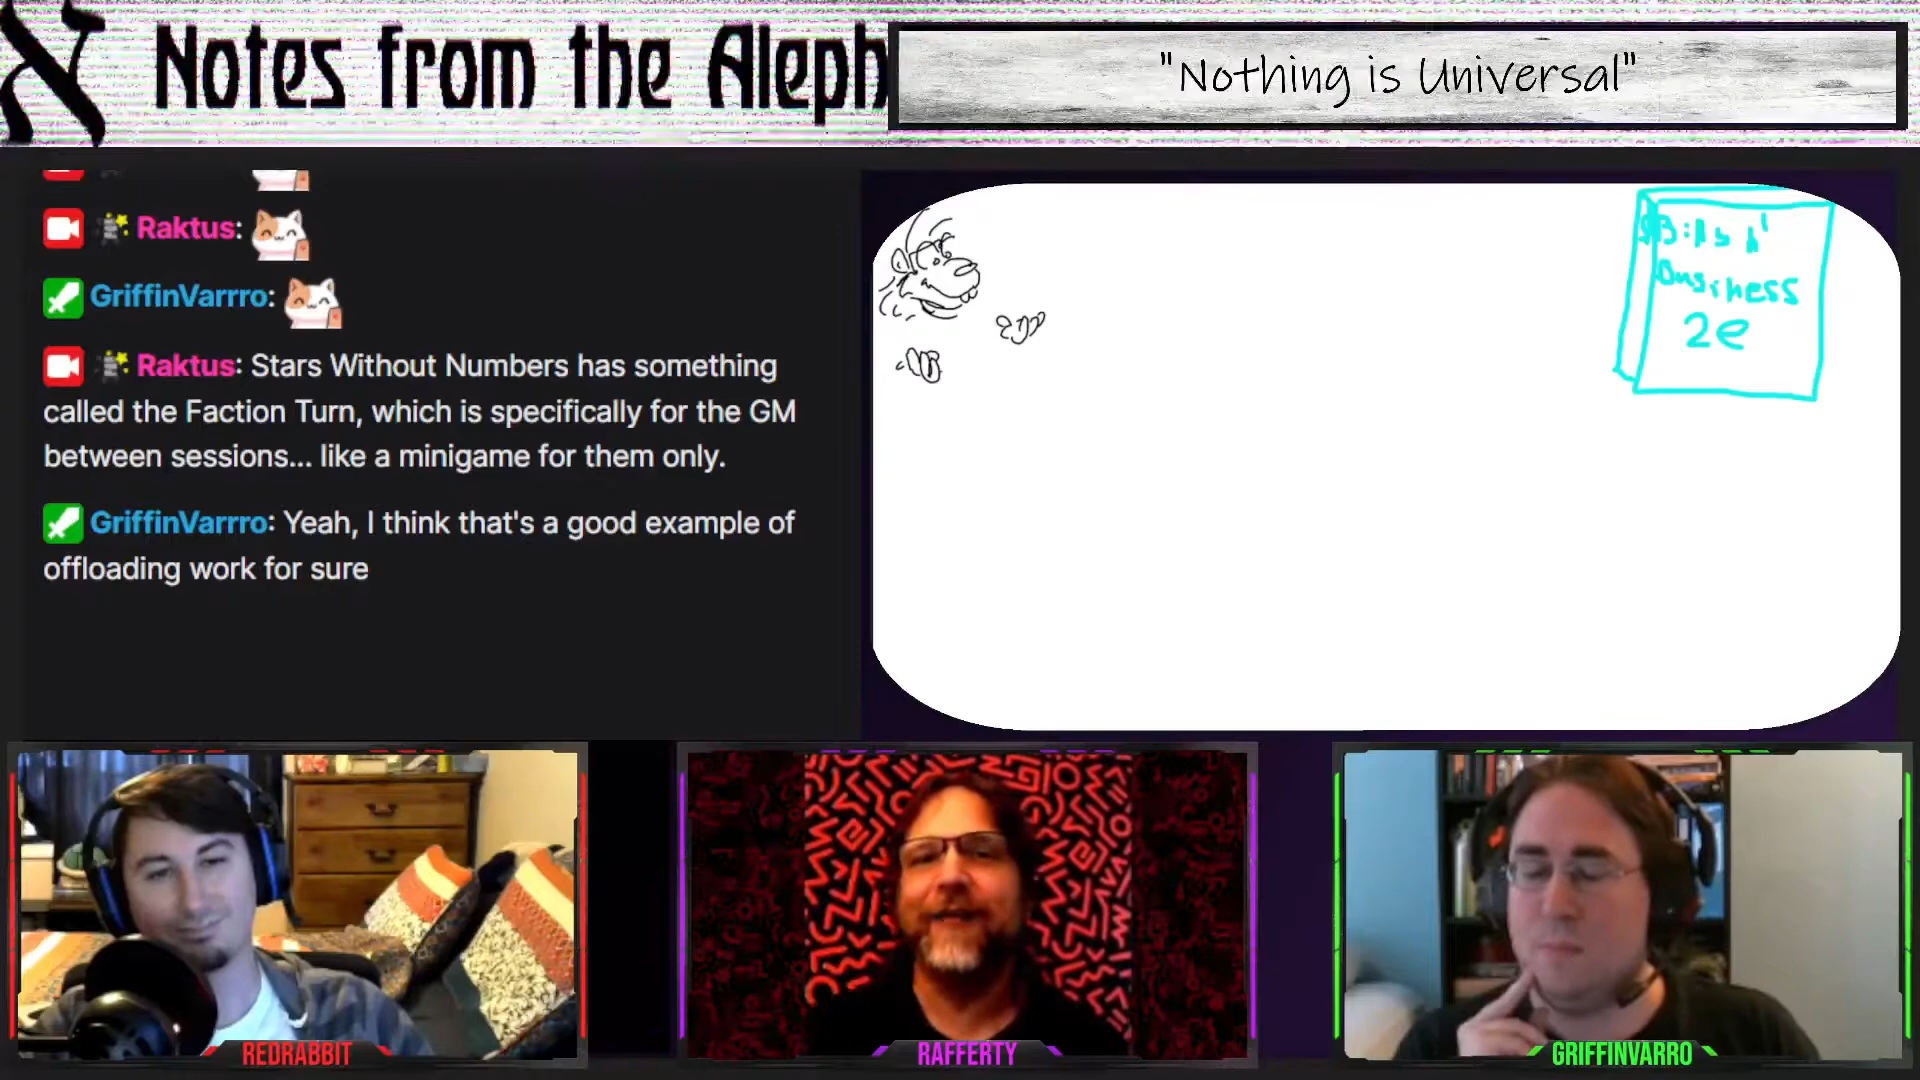 א Notes from the Aleph
"Nothing is Universal"
Raktus:
GriffinVarrro:
Raktus: Stars Without Numbers has something
called the Faction Turn, which is specifically for the GM
between sessions... like a minigame for them only.
GriffinVarrro: Yeah, I think that's a good example of
offloading work for sure
Business
2e
REDRABBIT
RAFFERTY
GRIFFINVARRO